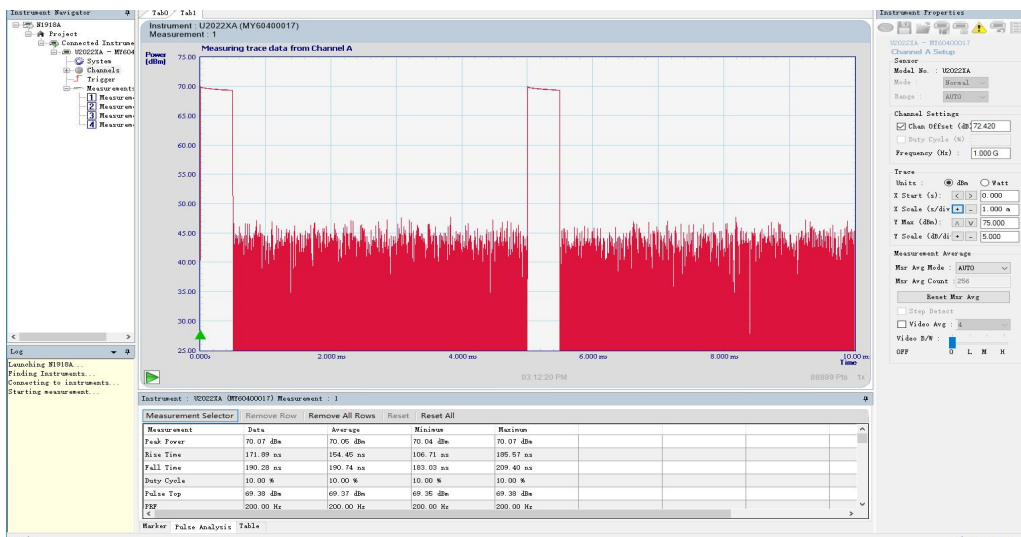 Instrument Navigator
N1918A
Project
Connected Instrume
U2022XA - MY604
System
Channels
Trigger
Measurements
1 Measurem
2 Measurem
3 Measurem
4 Measurem
Log
Launching N1918A...
Finding Instruments...
Connecting to instruments...
Starting measurement...
Tab0 Tab1
Instrument : U2022XA (MY60400017)
Measurement : 1
Measuring trace data from Channel A
Power
(dBm)
75.00
70.00
65.00
60.00
55.00
50.00
45.00
40.00
35.00
30.00
25.00
0.000s 2.000 ms 4.000 ms 6.000 ms 8.000 ms 10.00 m
Time
03:12:20 PM
88889 Pts 1x
Instrument : U2022XA (MY60400017) Measurement : 1
Measurement Selector Remove Row Remove All Rows Reset Reset All
Measurement Data Average Minimum Maximum
Peak Power 70.07 dBm 70.05 dBm 70.04 dBm 70.07 dBm
Rise Time 171.89 ns 154.45 ns 106.71 ns 185.57 ns
Fall Time 190.28 ns 190.74 ns 183.03 ns 209.40 ns
Duty Cycle 10.00 % 10.00 % 10.00 % 10.00 %
Pulse Top 69.38 dBm 69.37 dBm 69.35 dBm 69.38 dBm
PRF 200.00 Hz 200.00 Hz 200.00 Hz 200.00 Hz
Marker Pulse Analysis Table
Instrument Properties
U2022XA - MY60400017
Channel A Setup
Sensor
Model No. : U2022XA
Mode : Normal
Range : AUTO
Channel Settings
Chan Offset (dB) 72.420
Duty Cycle (%)
Frequency (Hz) : 1.000 G
Trace
Units : dBm Watt
X Start (s): < > 0.000
X Scale (s/div + - 1.000 m
Y Max (dBm): 75.000
Y Scale (dB/di + - 5.000
Measurement Average
Msr Avg Mode : AUTO
Msr Avg Count : 256
Reset Msr Avg
Step Detect
Video Avg : 4
Video B/W :
OFF O L M H